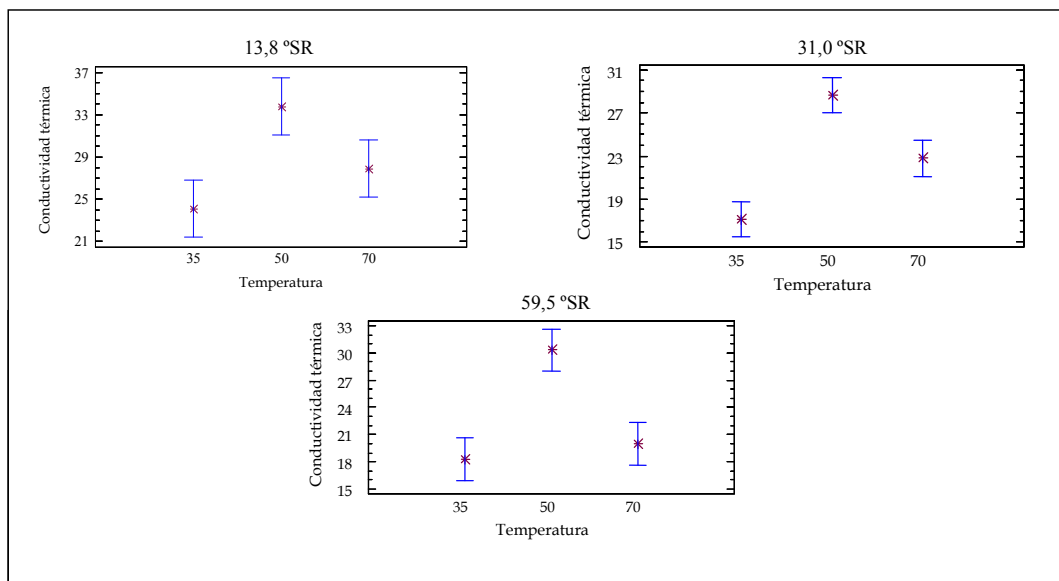 13,8 ºSR
Conductividad térmica
37
33
29
25
21
35 50 70
Temperatura
31,0 ºSR
Conductividad térmica
31
27
23
19
15
35 50 70
Temperatura
59,5 ºSR
Conductividad térmica
33
30
27
24
21
18
15
35 50 70
Temperatura